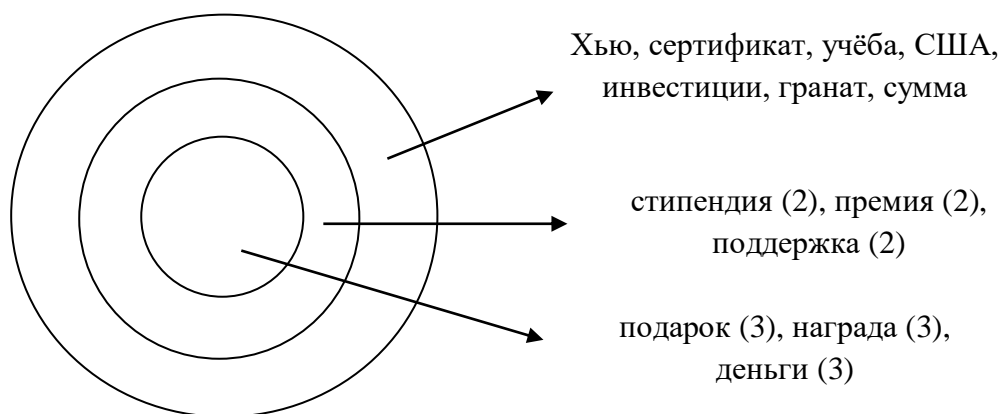 Хью, сертификат, учёба, США,
инвестиции, гранат, сумма
стипендия (2), премия (2),
поддержка (2)
подарок (3), награда (3),
деньги (3)